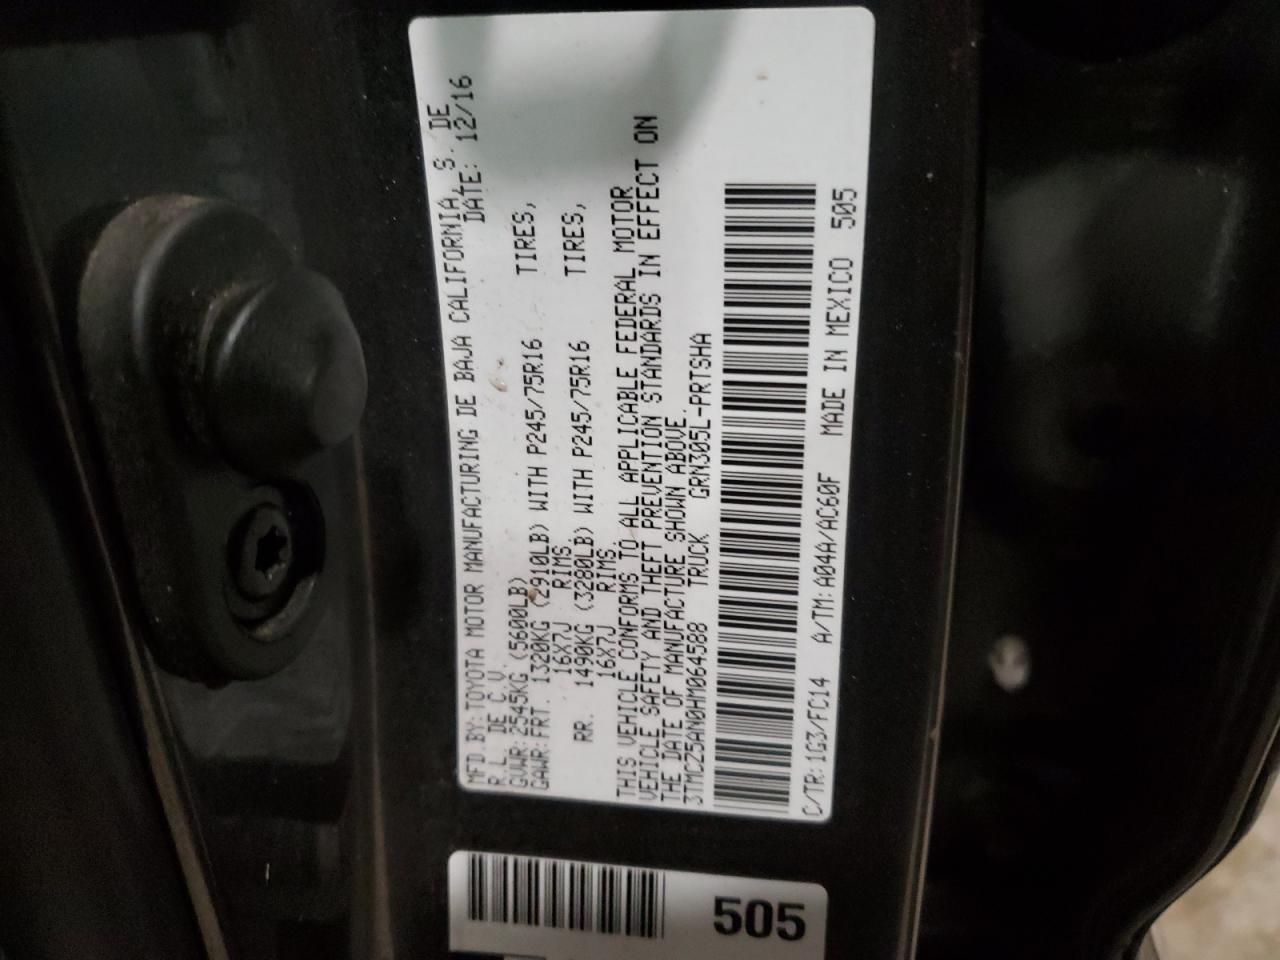 MFD.BY: TOYOTA MOTOR MANUFACTURING DE BAJA CALIFORNIA, S. DE
R.L. DE C.V. DATE: 12/16
GVWR: 2545KG (5600LB)
GAWR: FRT. 1320KG (2910LB) WITH P245/75R16 TIRES,
16X7J RIMS.
RR. 1490KG (3280LB) WITH P245/75R16 TIRES,
16X7J RIMS.
THIS VEHICLE CONFORMS TO ALL APPLICABLE FEDERAL MOTOR
VEHICLE SAFETY AND THEFT PREVENTION STANDARDS IN EFFECT ON
THE DATE OF MANUFACTURE SHOWN ABOVE.
3TMCZ5AN0HM064588 TRUCK GRN305L-PRTSHA
C/TR: 1G3/FC14 A/TM: A04A/AC60F MADE IN MEXICO 505
505